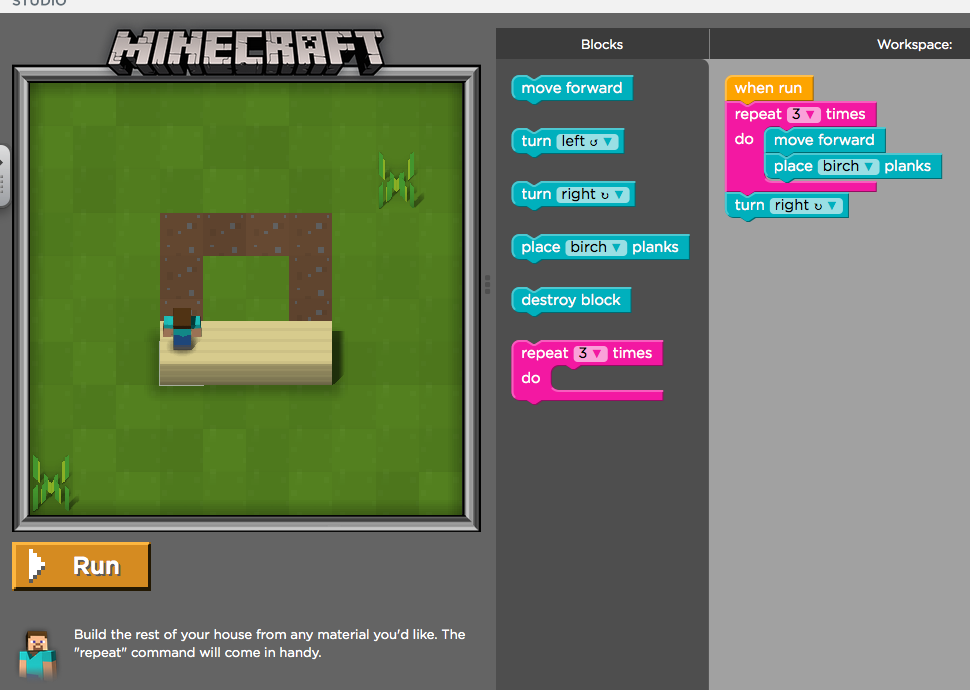 STUDIO
MINECRAFT
Blocks
Workspace:
move forward
turn left ↺ ▼
turn right ↻ ▼
place birch ▼ planks
destroy block
repeat 3 ▼ times
do
when run
repeat 3 ▼ times
do move forward
place birch ▼ planks
turn right ↻ ▼
Run
Build the rest of your house from any material you'd like. The
"repeat" command will come in handy.